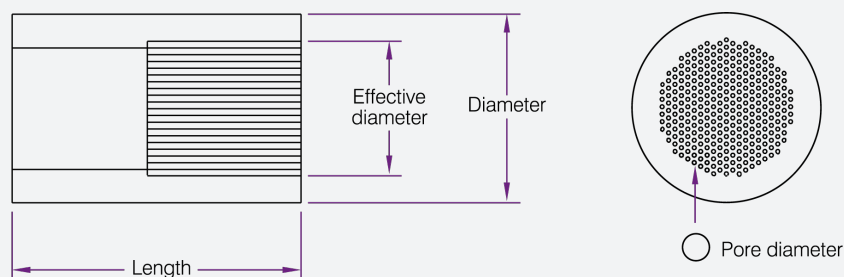 Effective
diameter
Diameter
Length
Pore diameter